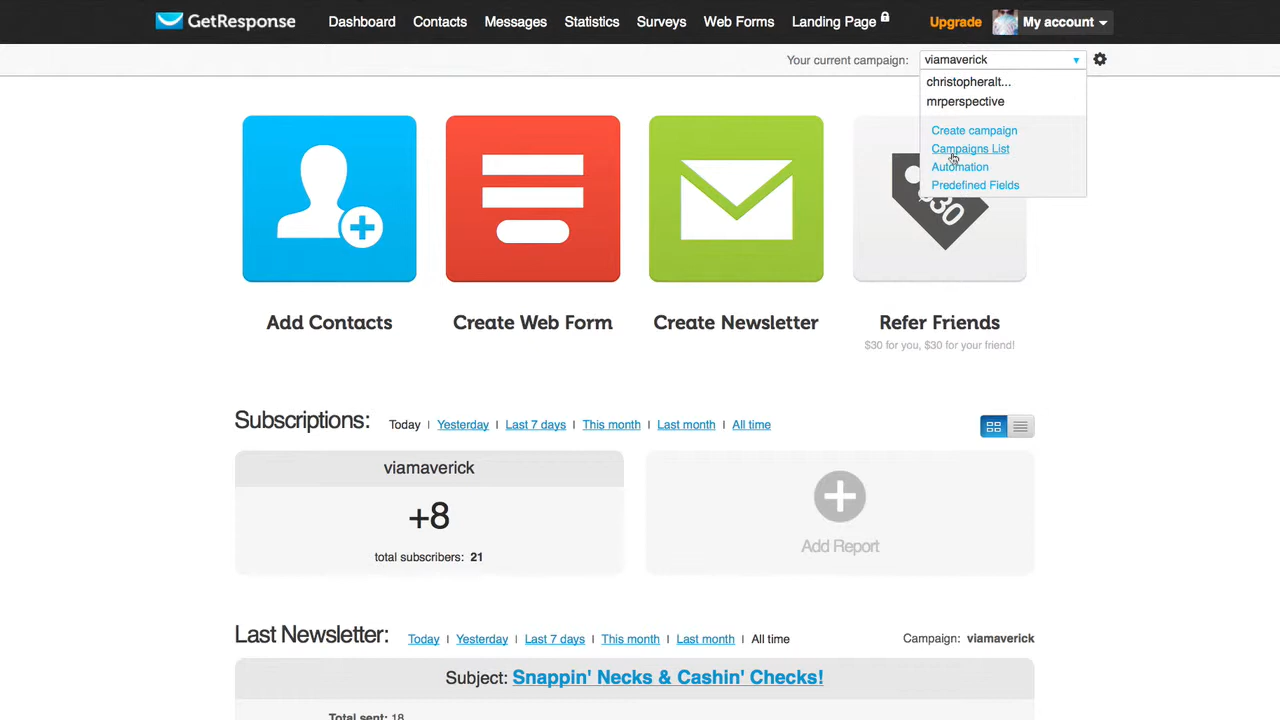 GetResponse Dashboard Contacts Messages Statistics Surveys Web Forms Landing Page Upgrade My account
Your current campaign: viamaverick
christopheralt...
mrperspective
Create campaign
Campaigns List
Automation
Predefined Fields
$30
Add Contacts Create Web Form Create Newsletter Refer Friends
$30 for you, $30 for your friend!
Subscriptions: Today | Yesterday | Last 7 days | This month | Last month | All time
viamaverick
+8
total subscribers: 21
Add Report
Last Newsletter: Today | Yesterday | Last 7 days | This month | Last month | All time Campaign: viamaverick
Subject: Snappin' Necks & Cashin' Checks!
Total sent: 18